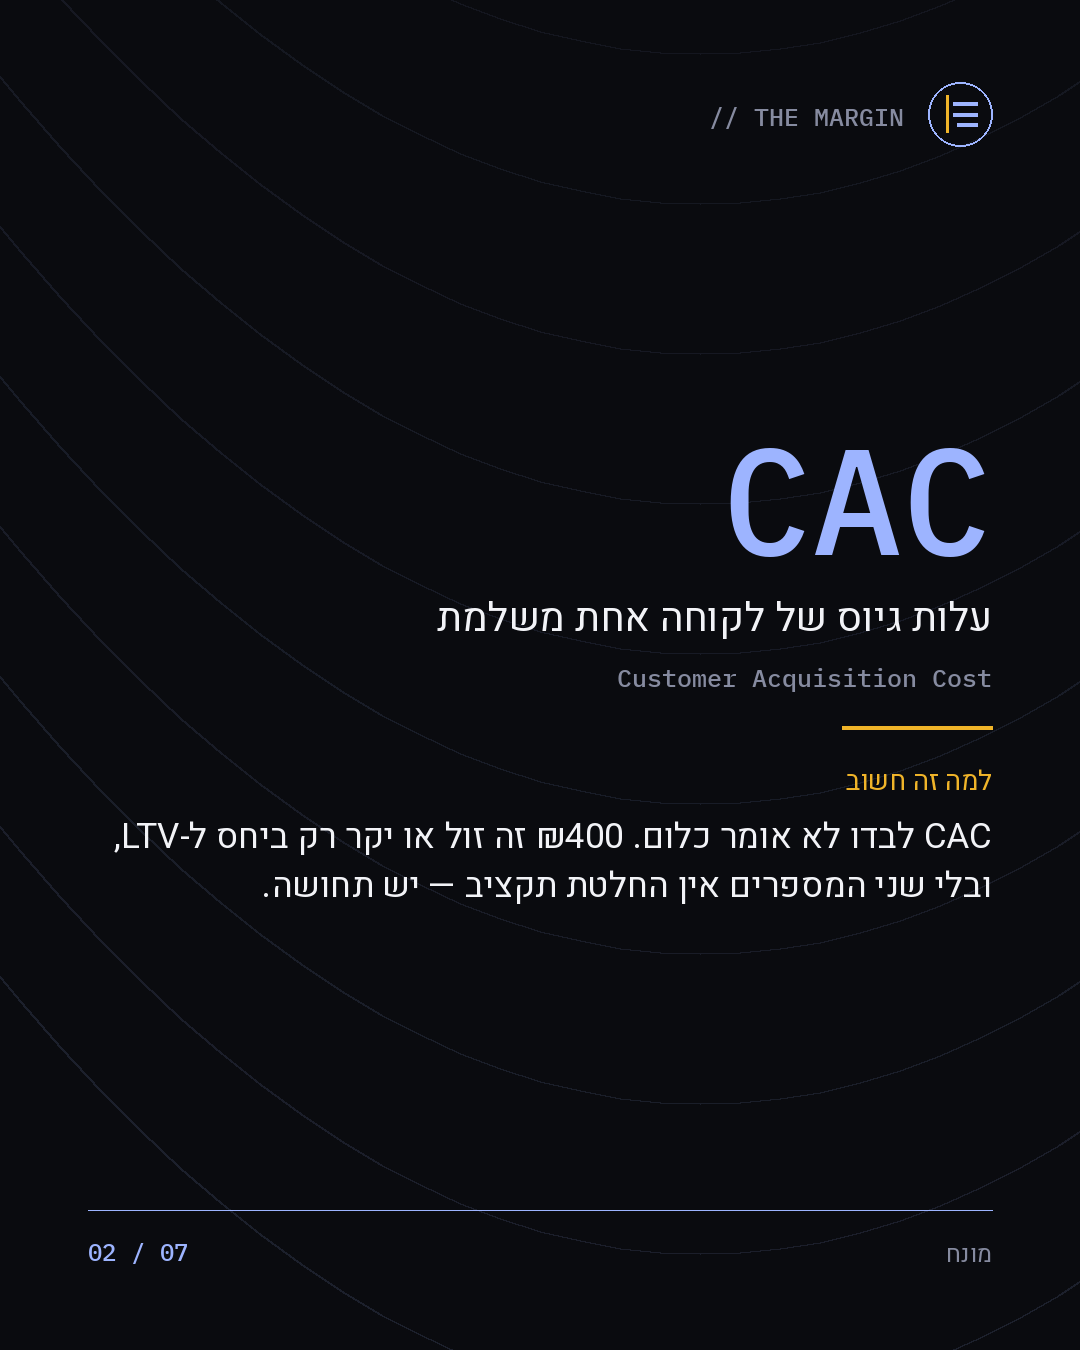 // THE MARGIN
CAC
עלות גיוס של לקוחה אחת משלמת
Customer Acquisition Cost
למה זה חשוב
CAC לבדו לא אומר כלום. 400₪ זה זול או יקר רק ביחס ל-LTV,
ובלי שני המספרים אין החלטת תקציב — יש תחושה.
מונח
02 / 07